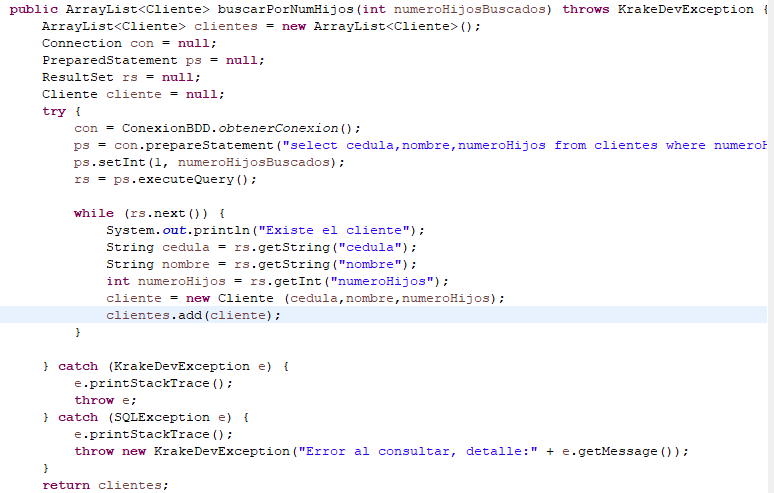 public ArrayList<Cliente> buscarPorNumHijos(int numeroHijosBuscados) throws KrakeDevException {
    ArrayList<Cliente> clientes = new ArrayList<Cliente>();
    Connection con = null;
    PreparedStatement ps = null;
    ResultSet rs = null;
    Cliente cliente = null;
    try {
        con = ConexionBDD.obtenerConexion();
        ps = con.prepareStatement("select cedula,nombre,numeroHijos from clientes where numeroH
        ps.setInt(1, numeroHijosBuscados);
        rs = ps.executeQuery();

        while (rs.next()) {
            System.out.println("Existe el cliente");
            String cedula = rs.getString("cedula");
            String nombre = rs.getString("nombre");
            int numeroHijos = rs.getInt("numeroHijos");
            cliente = new Cliente (cedula,nombre,numeroHijos);
            clientes.add(cliente);
        }

    } catch (KrakeDevException e) {
        e.printStackTrace();
        throw e;
    } catch (SQLException e) {
        e.printStackTrace();
        throw new KrakeDevException("Error al consultar, detalle:" + e.getMessage());
    }
    return clientes;